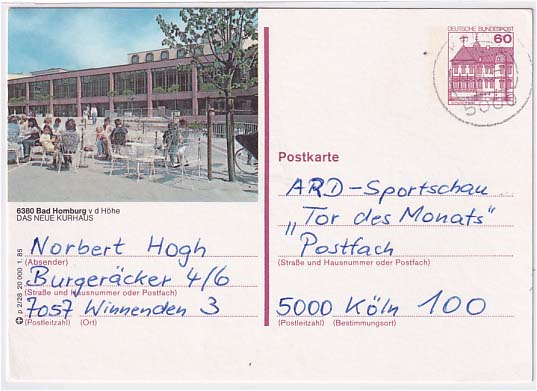 6380 Bad Homburg v d Höhe
DAS NEUE KURHAUS
p 2/28 20 000 1.85
Norbert Hogh
(Absender)
Burgeräcker 4/6
(Straße und Hausnummer oder Postfach)
7057 Winnenden 3
(Postleitzahl) (Ort)
DEUTSCHE BUNDESPOST
60
Postkarte
ARD-Sportschau
„Tor des Monats"
Postfach
(Straße und Hausnummer oder Postfach)
5000 Köln 100
(Postleitzahl) (Bestimmungsort)